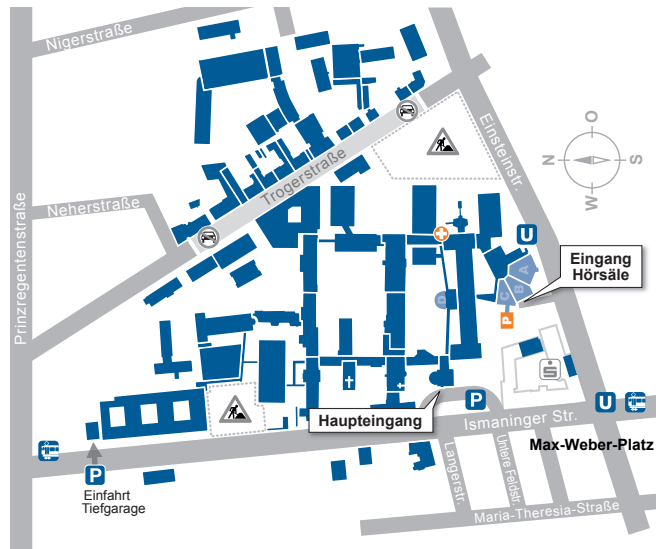 Nigerstraße
Einsteinstr.
O
N
S
W
Trogerstraße
Neherstraße
Prinzregentenstraße
U
Eingang
Hörsäle
A
B
C
D
P
S
Haupteingang
P
U
Ismaninger Str.
Max-Weber-Platz
P
Einfahrt
Tiefgarage
Langerstr.
Untere Feldstr.
Maria-Theresia-Straße